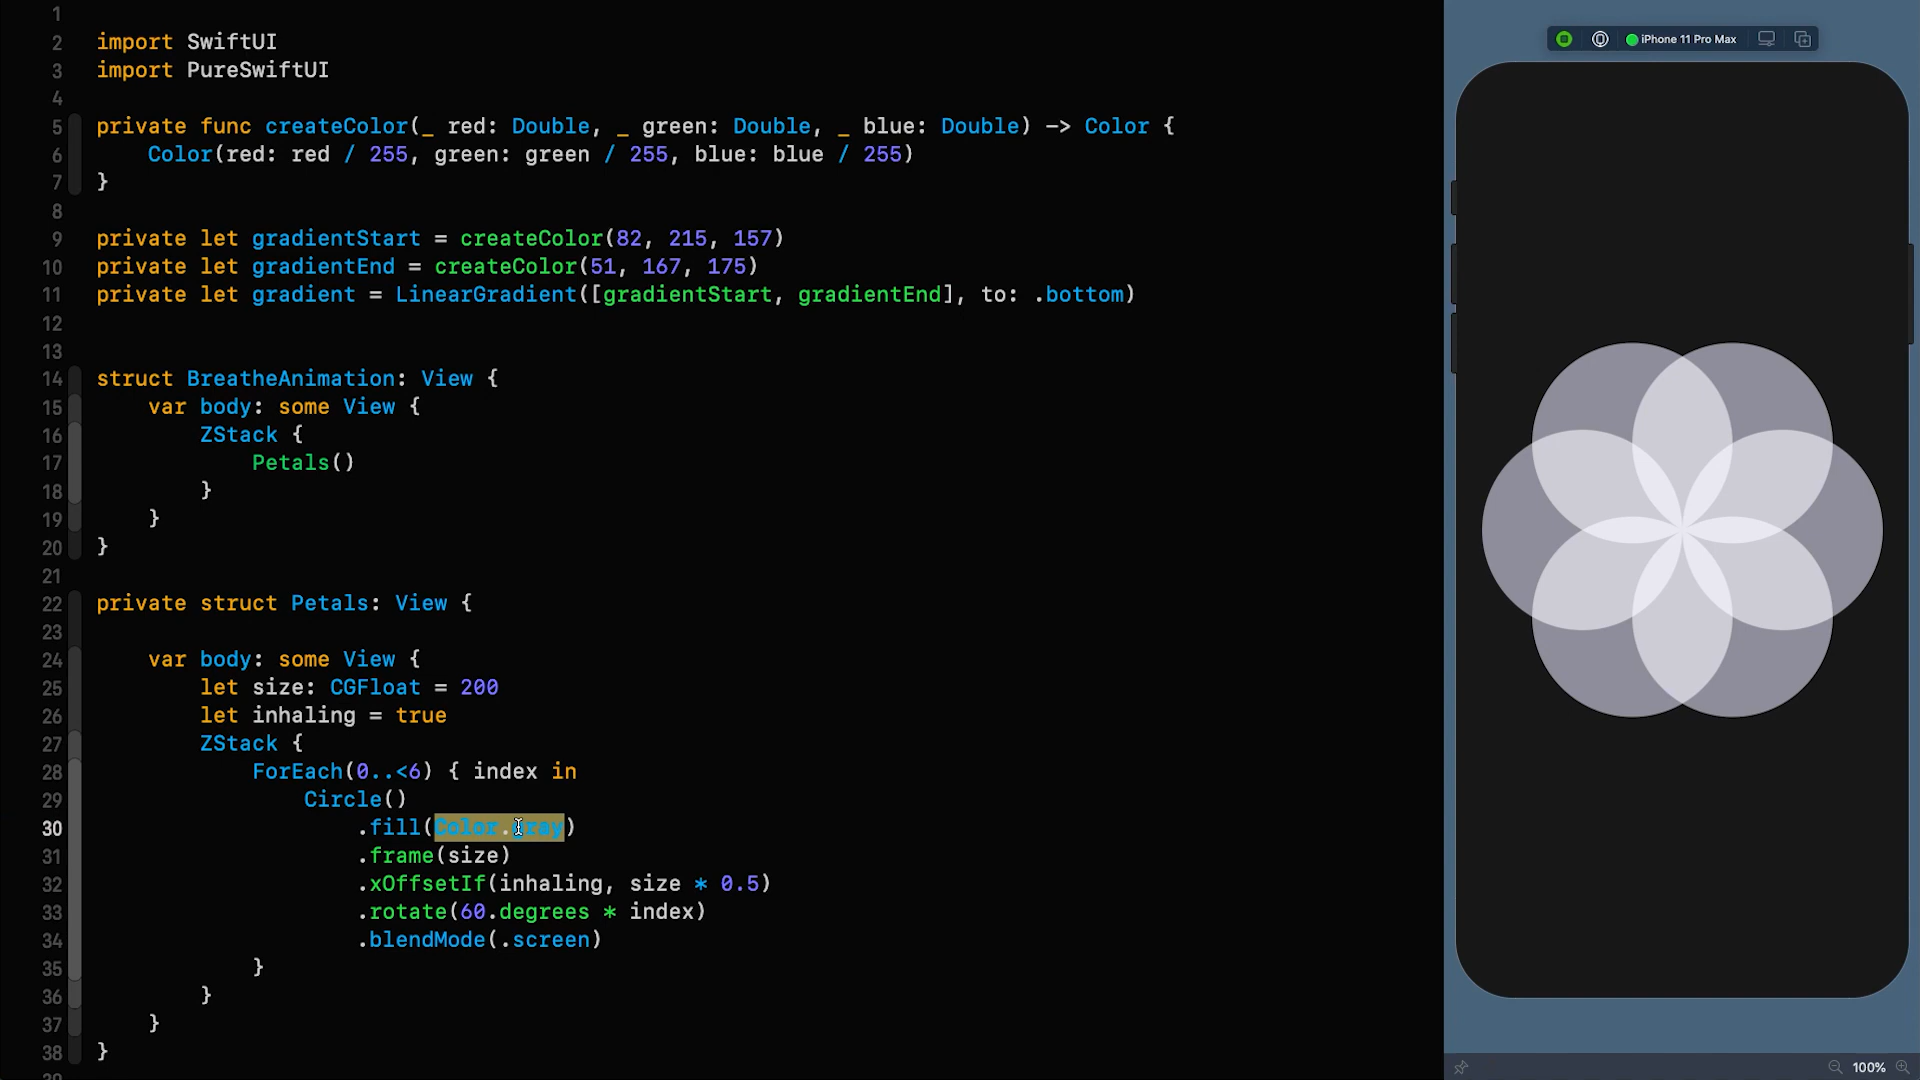 1
2 import SwiftUI
3 import PureSwiftUI
4
5 private func createColor(_ red: Double, _ green: Double, _ blue: Double) -> Color {
6 Color(red: red / 255, green: green / 255, blue: blue / 255)
7 }
8
9 private let gradientStart = createColor(82, 215, 157)
10 private let gradientEnd = createColor(51, 167, 175)
11 private let gradient = LinearGradient([gradientStart, gradientEnd], to: .bottom)
12
13
14 struct BreatheAnimation: View {
15 var body: some View {
16 ZStack {
17 Petals()
18 }
19 }
20 }
21
22 private struct Petals: View {
23
24 var body: some View {
25 let size: CGFloat = 200
26 let inhaling = true
27 ZStack {
28 ForEach(0..<6) { index in
29 Circle()
30 .fill(Color.gray)
31 .frame(size)
32 .xOffsetIf(inhaling, size * 0.5)
33 .rotate(60.degrees * index)
34 .blendMode(.screen)
35 }
36 }
37 }
38 }
iPhone 11 Pro Max
100%